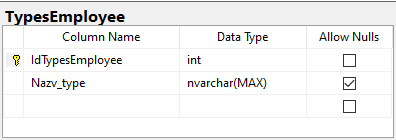 TypesEmployee
Column Name Data Type Allow Nulls
IdTypesEmployee int
Nazv_type nvarchar(MAX)